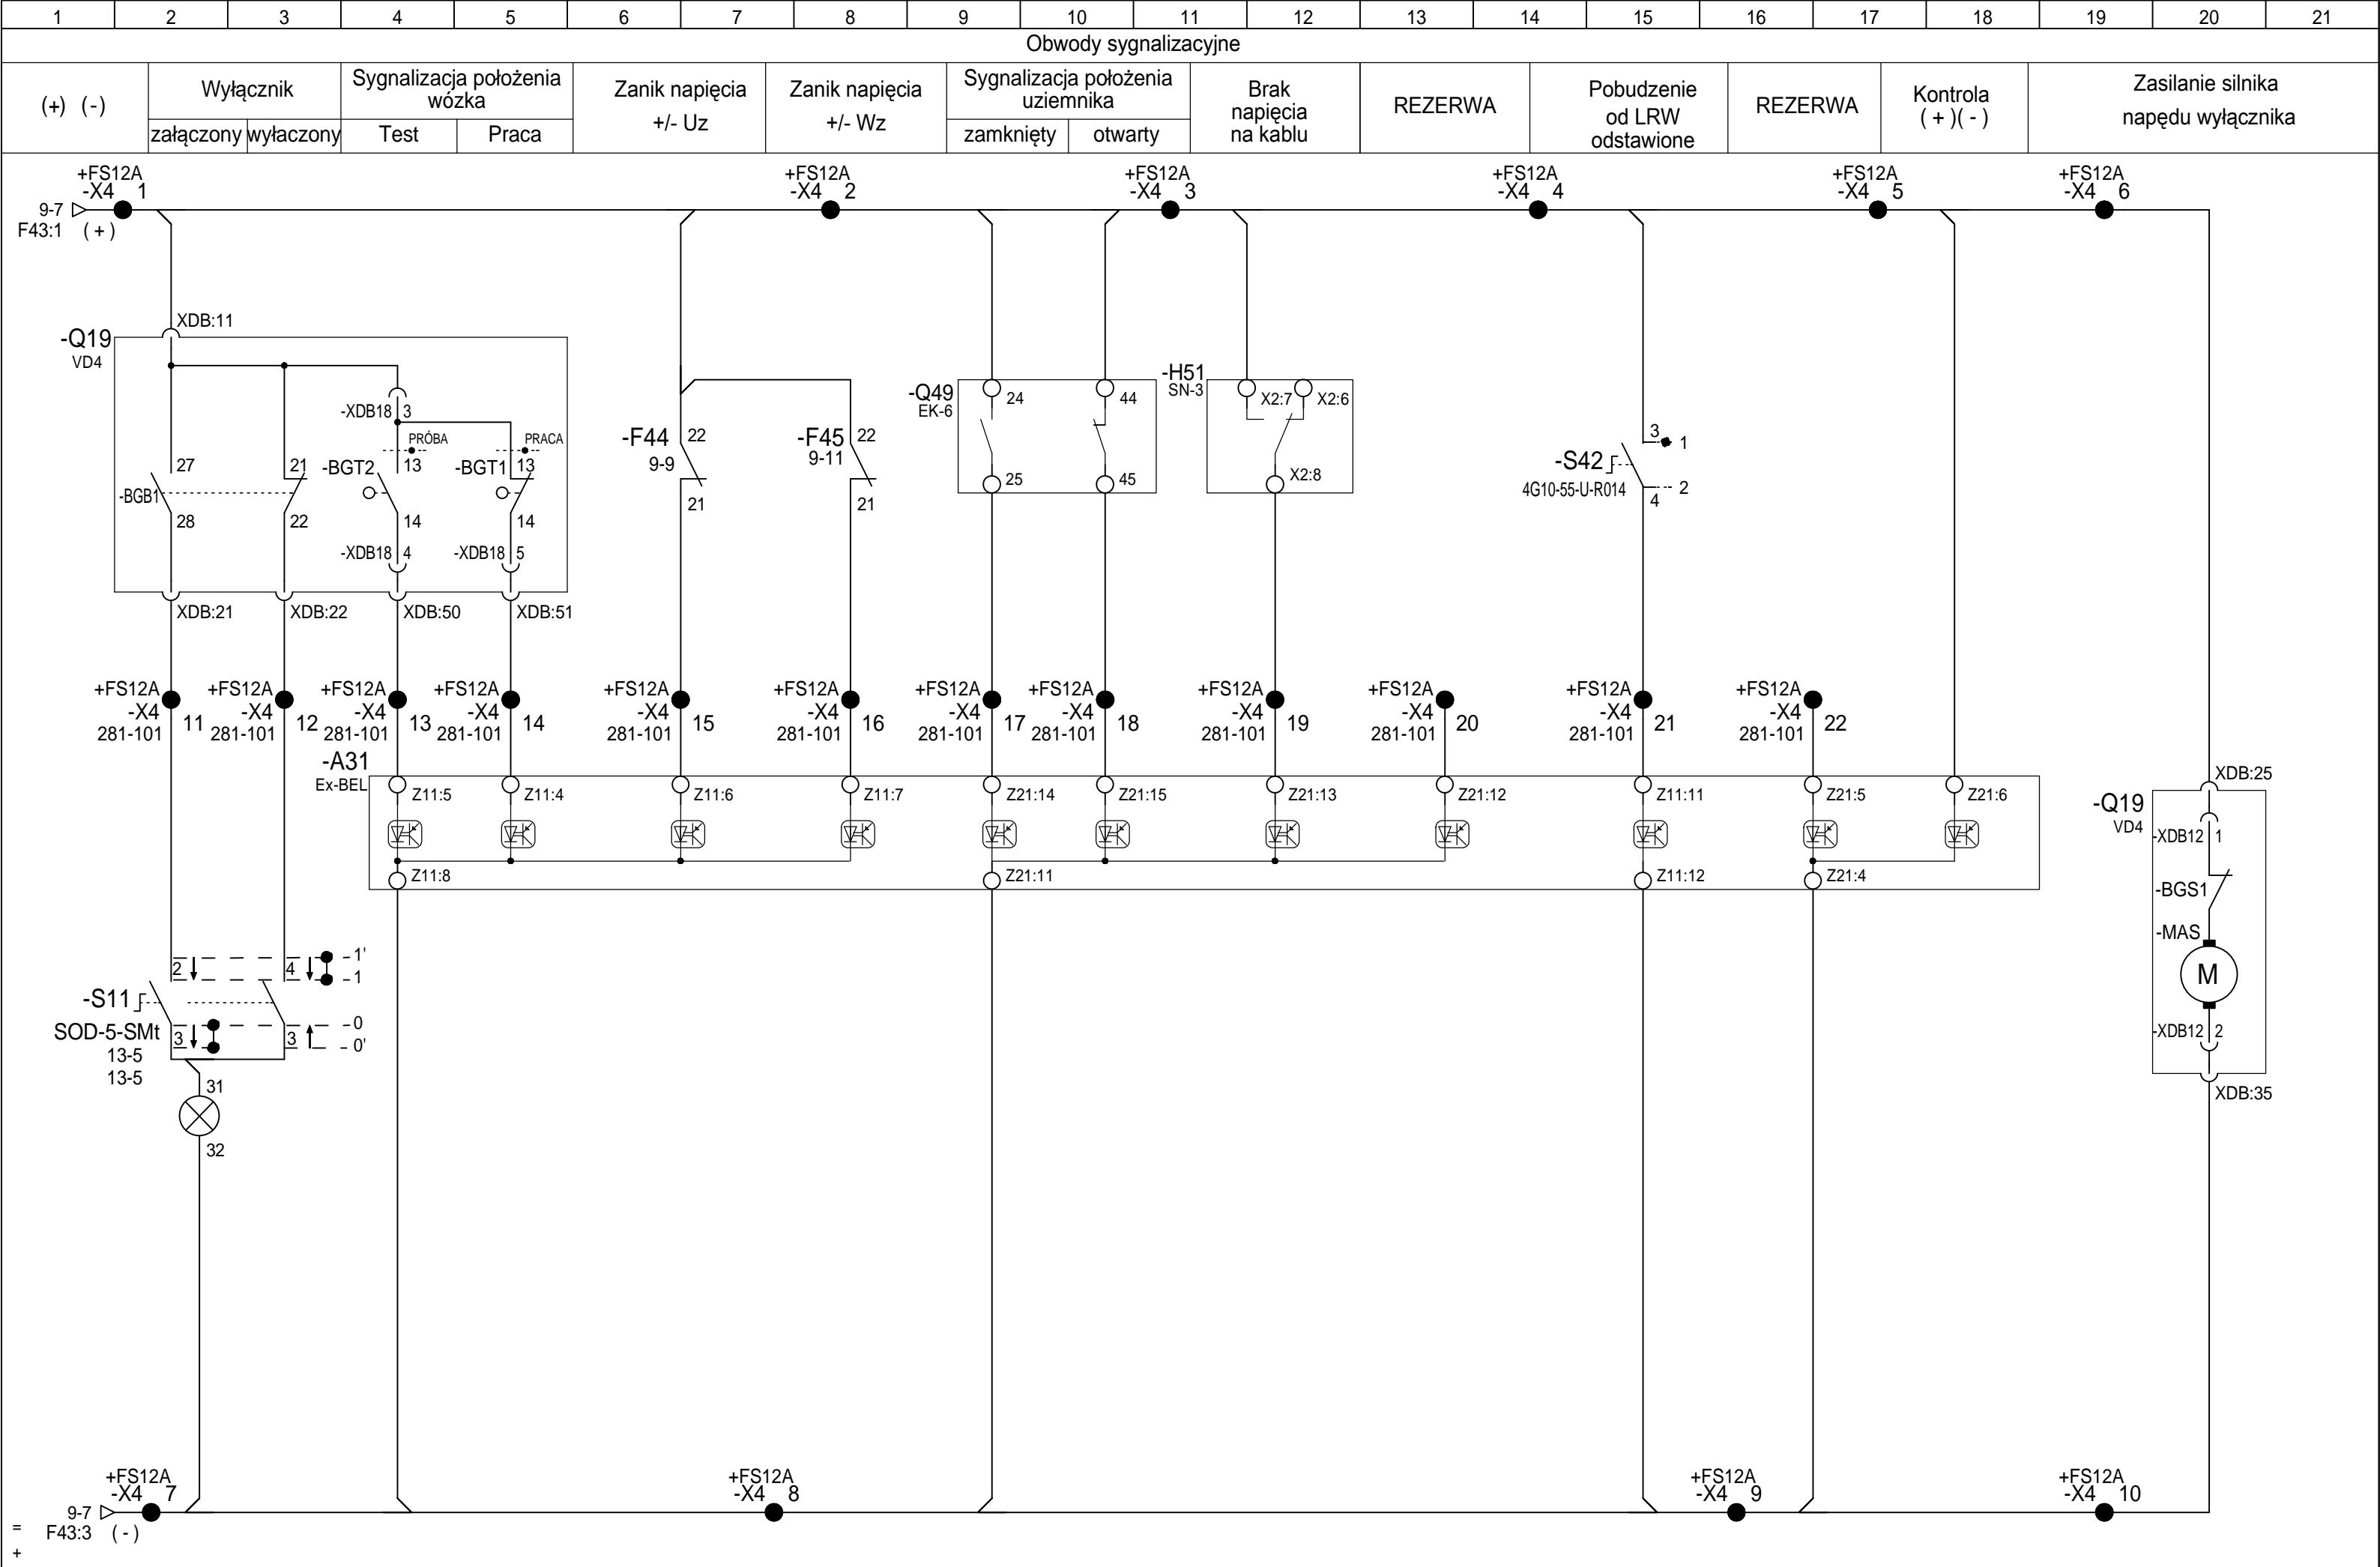 1 2 3 4 5 6 7 8 9 10 11 12 13 14 15 16 17 18 19 20 21
Obwody sygnalizacyjne
(+) (-)
Wyłącznik
załączony wyłaczony
Sygnalizacja położenia
wózka
Test Praca
Zanik napięcia
+/- Uz
Zanik napięcia
+/- Wz
Sygnalizacja położenia
uziemnika
zamknięty otwarty
Brak
napięcia
na kablu
REZERWA
Pobudzenie
od LRW
odstawione
REZERWA
Kontrola
( + )( - )
Zasilanie silnika
napędu wyłącznika
+FS12A
-X4 1
9-7
F43:1 ( + )
+FS12A
-X4 2
+FS12A
-X4 3
+FS12A
-X4 4
+FS12A
-X4 5
+FS12A
-X4 6
XDB:11
-Q19
VD4
-XDB18 3
PRÓBA
PRACA
27
-BGB1
28
21
22
-BGT2 13
14
-BGT1 13
14
-XDB18 4
-XDB18 5
XDB:21
XDB:22
XDB:50
XDB:51
-F44 22
9-9
21
-F45 22
9-11
21
-Q49
EK-6
24
25
44
45
-H51
SN-3
X2:7
X2:6
X2:8
-S42
4G10-55-U-R014
3
1
2
4
+FS12A
-X4
281-101
11
+FS12A
-X4
281-101
12
+FS12A
-X4
281-101
13
+FS12A
-X4
281-101
14
+FS12A
-X4
281-101
15
+FS12A
-X4
281-101
16
+FS12A
-X4
281-101
17
+FS12A
-X4
281-101
18
+FS12A
-X4
281-101
19
+FS12A
-X4
281-101
20
+FS12A
-X4
281-101
21
+FS12A
-X4
281-101
22
-A31
Ex-BEL
Z11:5
Z11:4
Z11:6
Z11:7
Z21:14
Z21:15
Z21:13
Z21:12
Z11:11
Z21:5
Z21:6
Z11:8
Z21:11
Z11:12
Z21:4
XDB:25
-Q19
VD4
-XDB12 1
-BGS1
-MAS
M
-XDB12 2
XDB:35
2
4
1'
1
-S11
SOD-5-SMt
13-5
13-5
3
3
0
0'
31
32
+FS12A
-X4 7
9-7
F43:3 ( - )
+FS12A
-X4 8
+FS12A
-X4 9
+FS12A
-X4 10
=
+